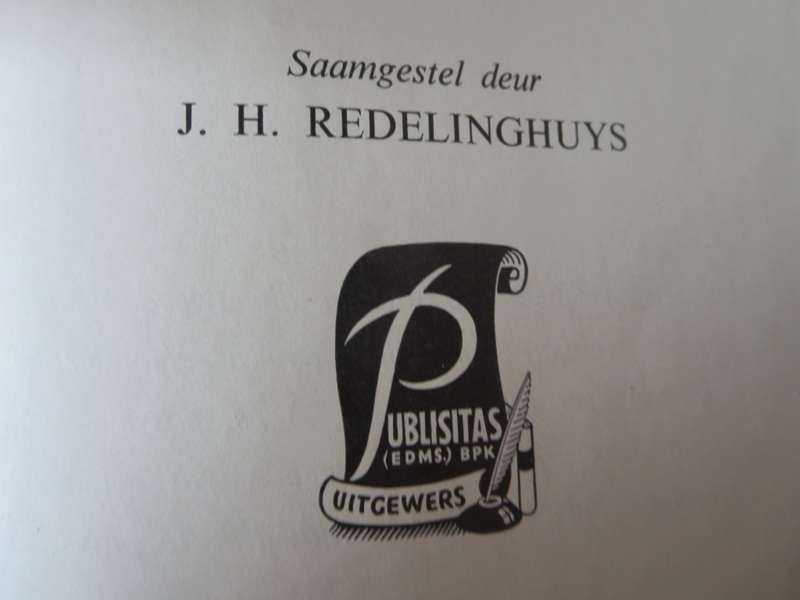 Saamgestel deur
J. H. REDELINGHUYS
PUBLISITAS
(EDMS.) BPK
UITGEWERS